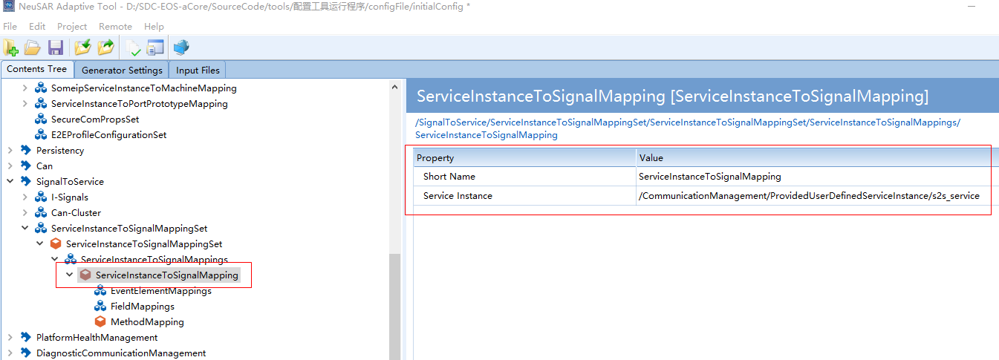 NeuSAR Adaptive Tool - D:/SDC-EOS-aCore/SourceCode/tools/配置工具运行程序/configFile/initialConfig *
File Edit Project Remote Help
Contents Tree Generator Settings Input Files
SomeipServiceInstanceToMachineMapping
ServiceInstanceToPortPrototypeMapping
SecureComPropsSet
E2EProfileConfigurationSet
Persistency
Can
SignalToService
I-Signals
Can-Cluster
ServiceInstanceToSignalMappingSet
ServiceInstanceToSignalMappingSet
ServiceInstanceToSignalMappings
ServiceInstanceToSignalMapping
EventElementMappings
FieldMappings
MethodMapping
PlatformHealthManagement
DiagnosticCommunicationManagement
ServiceInstanceToSignalMapping [ServiceInstanceToSignalMapping]
/SignalToService/ServiceInstanceToSignalMappingSet/ServiceInstanceToSignalMappingSet/ServiceInstanceToSignalMappings/
ServiceInstanceToSignalMapping
Property Value
Short Name ServiceInstanceToSignalMapping
Service Instance /CommunicationManagement/ProvidedUserDefinedServiceInstance/s2s_service